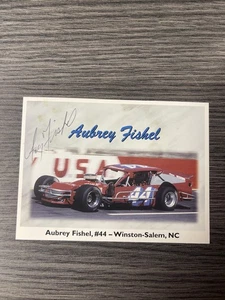 Aubrey Fishel
USA
44
Aubrey Fishel, #44 – Winston-Salem, NC